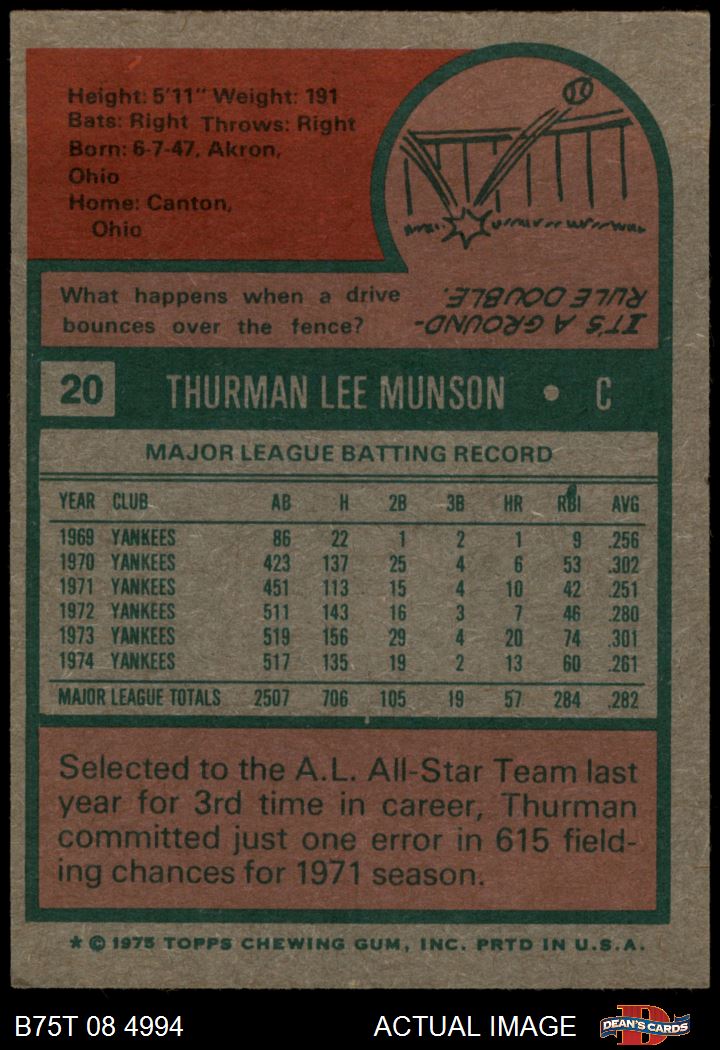 Height: 5'11" Weight: 191
Bats: Right Throws: Right
Born: 6-7-47, Akron,
Ohio
Home: Canton,
Ohio
What happens when a drive
bounces over the fence?
IT'S A GROUND-
RULE DOUBLE.
20 THURMAN LEE MUNSON • C
MAJOR LEAGUE BATTING RECORD
YEAR CLUB AB H 2B 3B HR RBI AVG
1969 YANKEES 86 22 1 2 1 9 .256
1970 YANKEES 423 137 25 4 6 53 .302
1971 YANKEES 451 113 15 4 10 42 .251
1972 YANKEES 511 143 16 3 7 46 .280
1973 YANKEES 519 156 29 4 20 74 .301
1974 YANKEES 517 135 19 2 13 60 .261
MAJOR LEAGUE TOTALS 2507 706 105 19 57 284 .282
Selected to the A.L. All-Star Team last
year for 3rd time in career, Thurman
committed just one error in 615 field-
ing chances for 1971 season.
* © 1975 TOPPS CHEWING GUM, INC. PRTD IN U.S.A.
B75T 08 4994 ACTUAL IMAGE D DEAN'S CARDS